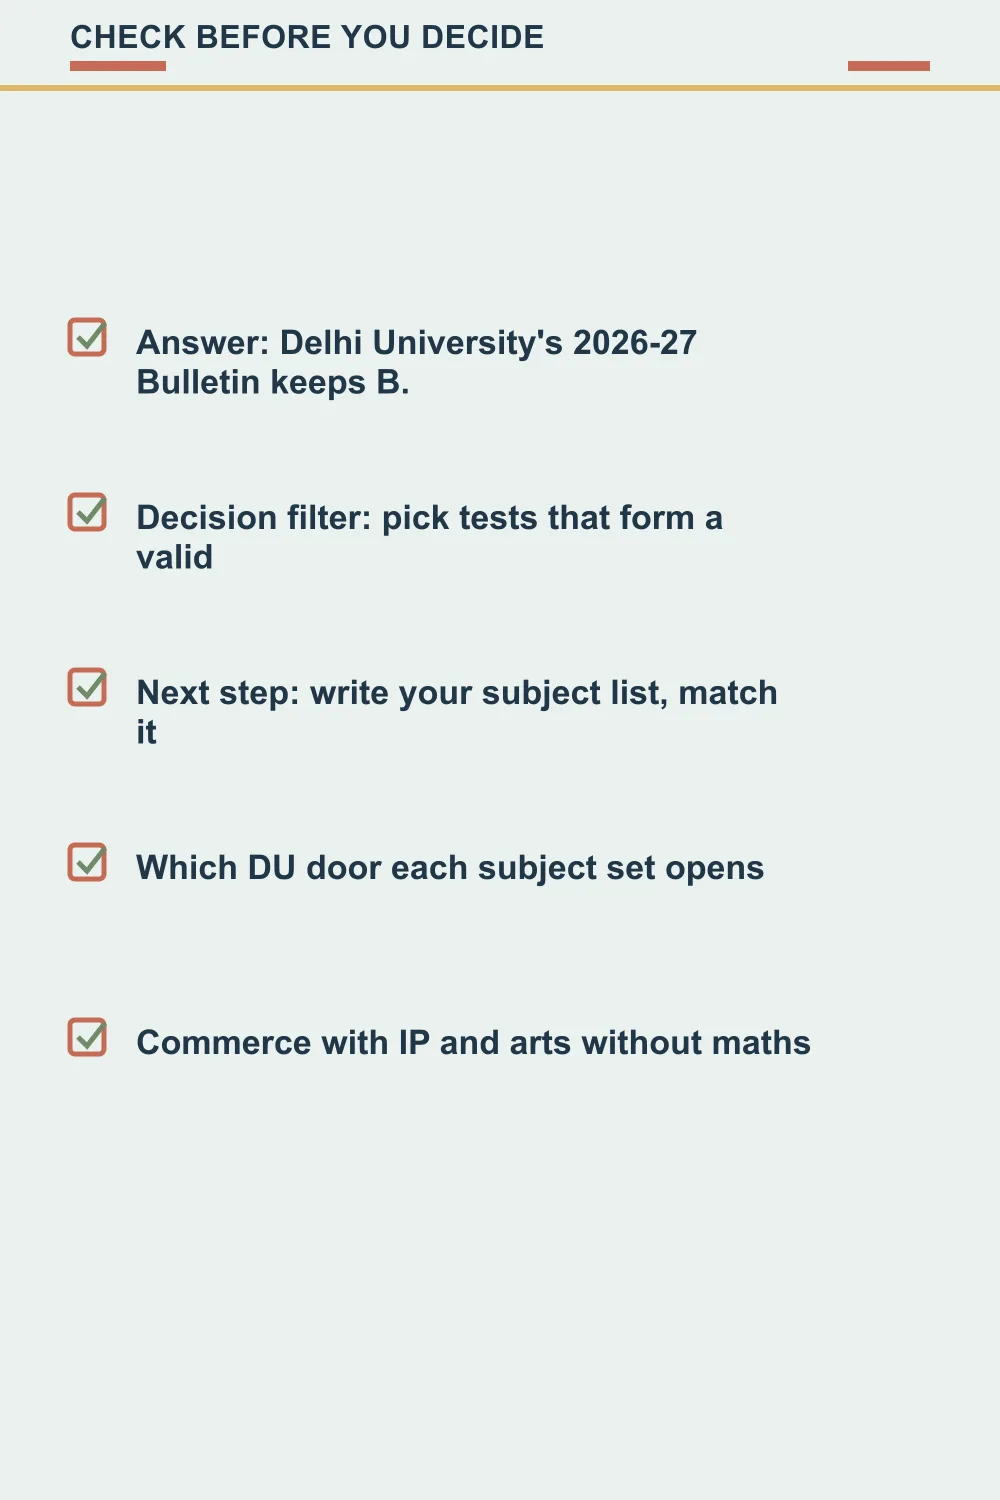 CHECK BEFORE YOU DECIDE
Answer: Delhi University's 2026-27
Bulletin keeps B.
Decision filter: pick tests that form a
valid
Next step: write your subject list, match
it
Which DU door each subject set opens
Commerce with IP and arts without maths